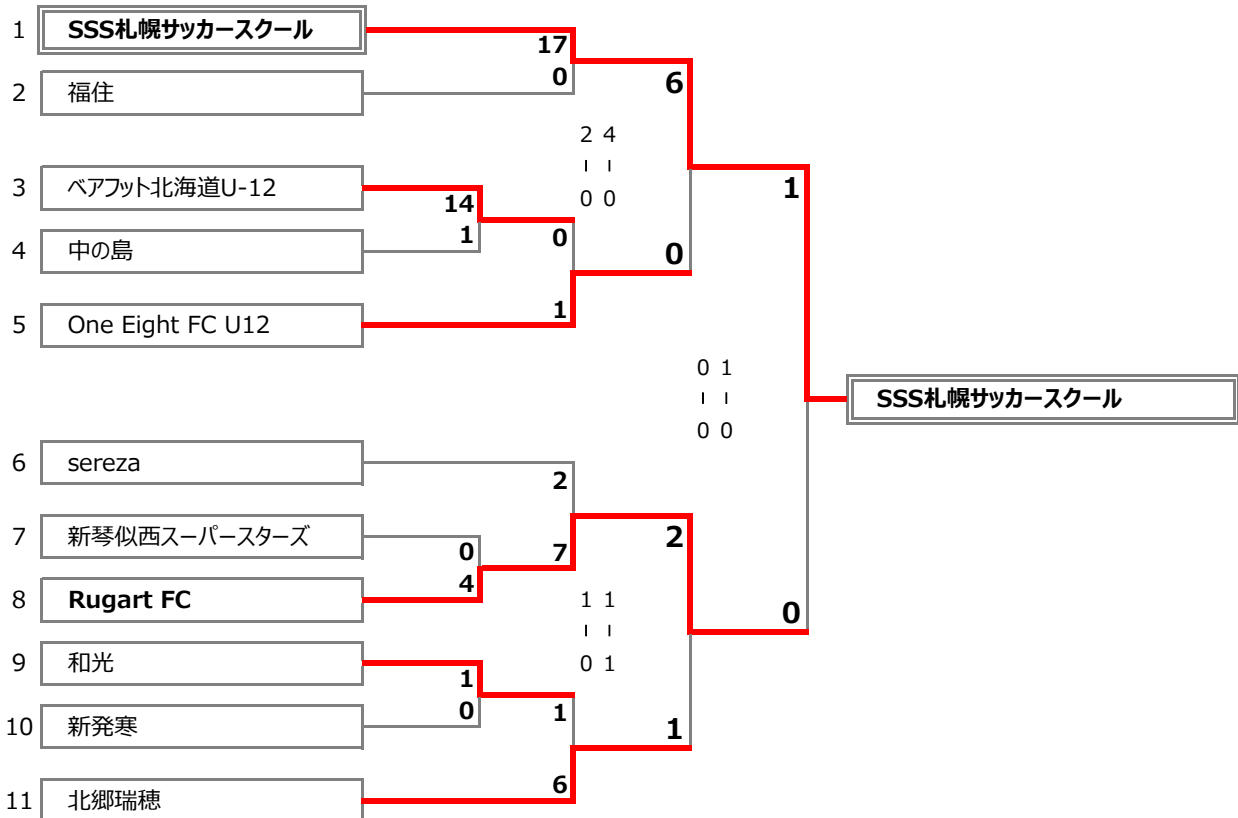 1 SSS札幌サッカースクール
17
0
2 福住
6
2 4
0 0
3 ベアフット北海道U-12
14
1
4 中の島
0
0
1
1
5 One Eight FC U12
0 1
0 0
SSS札幌サッカースクール
6 sereza
2
7 新琴似西スーパースターズ
0
4
7
2
8 Rugart FC
1 1
0 1
0
9 和光
1
0
10 新発寒
1
1
6
11 北郷瑞穂